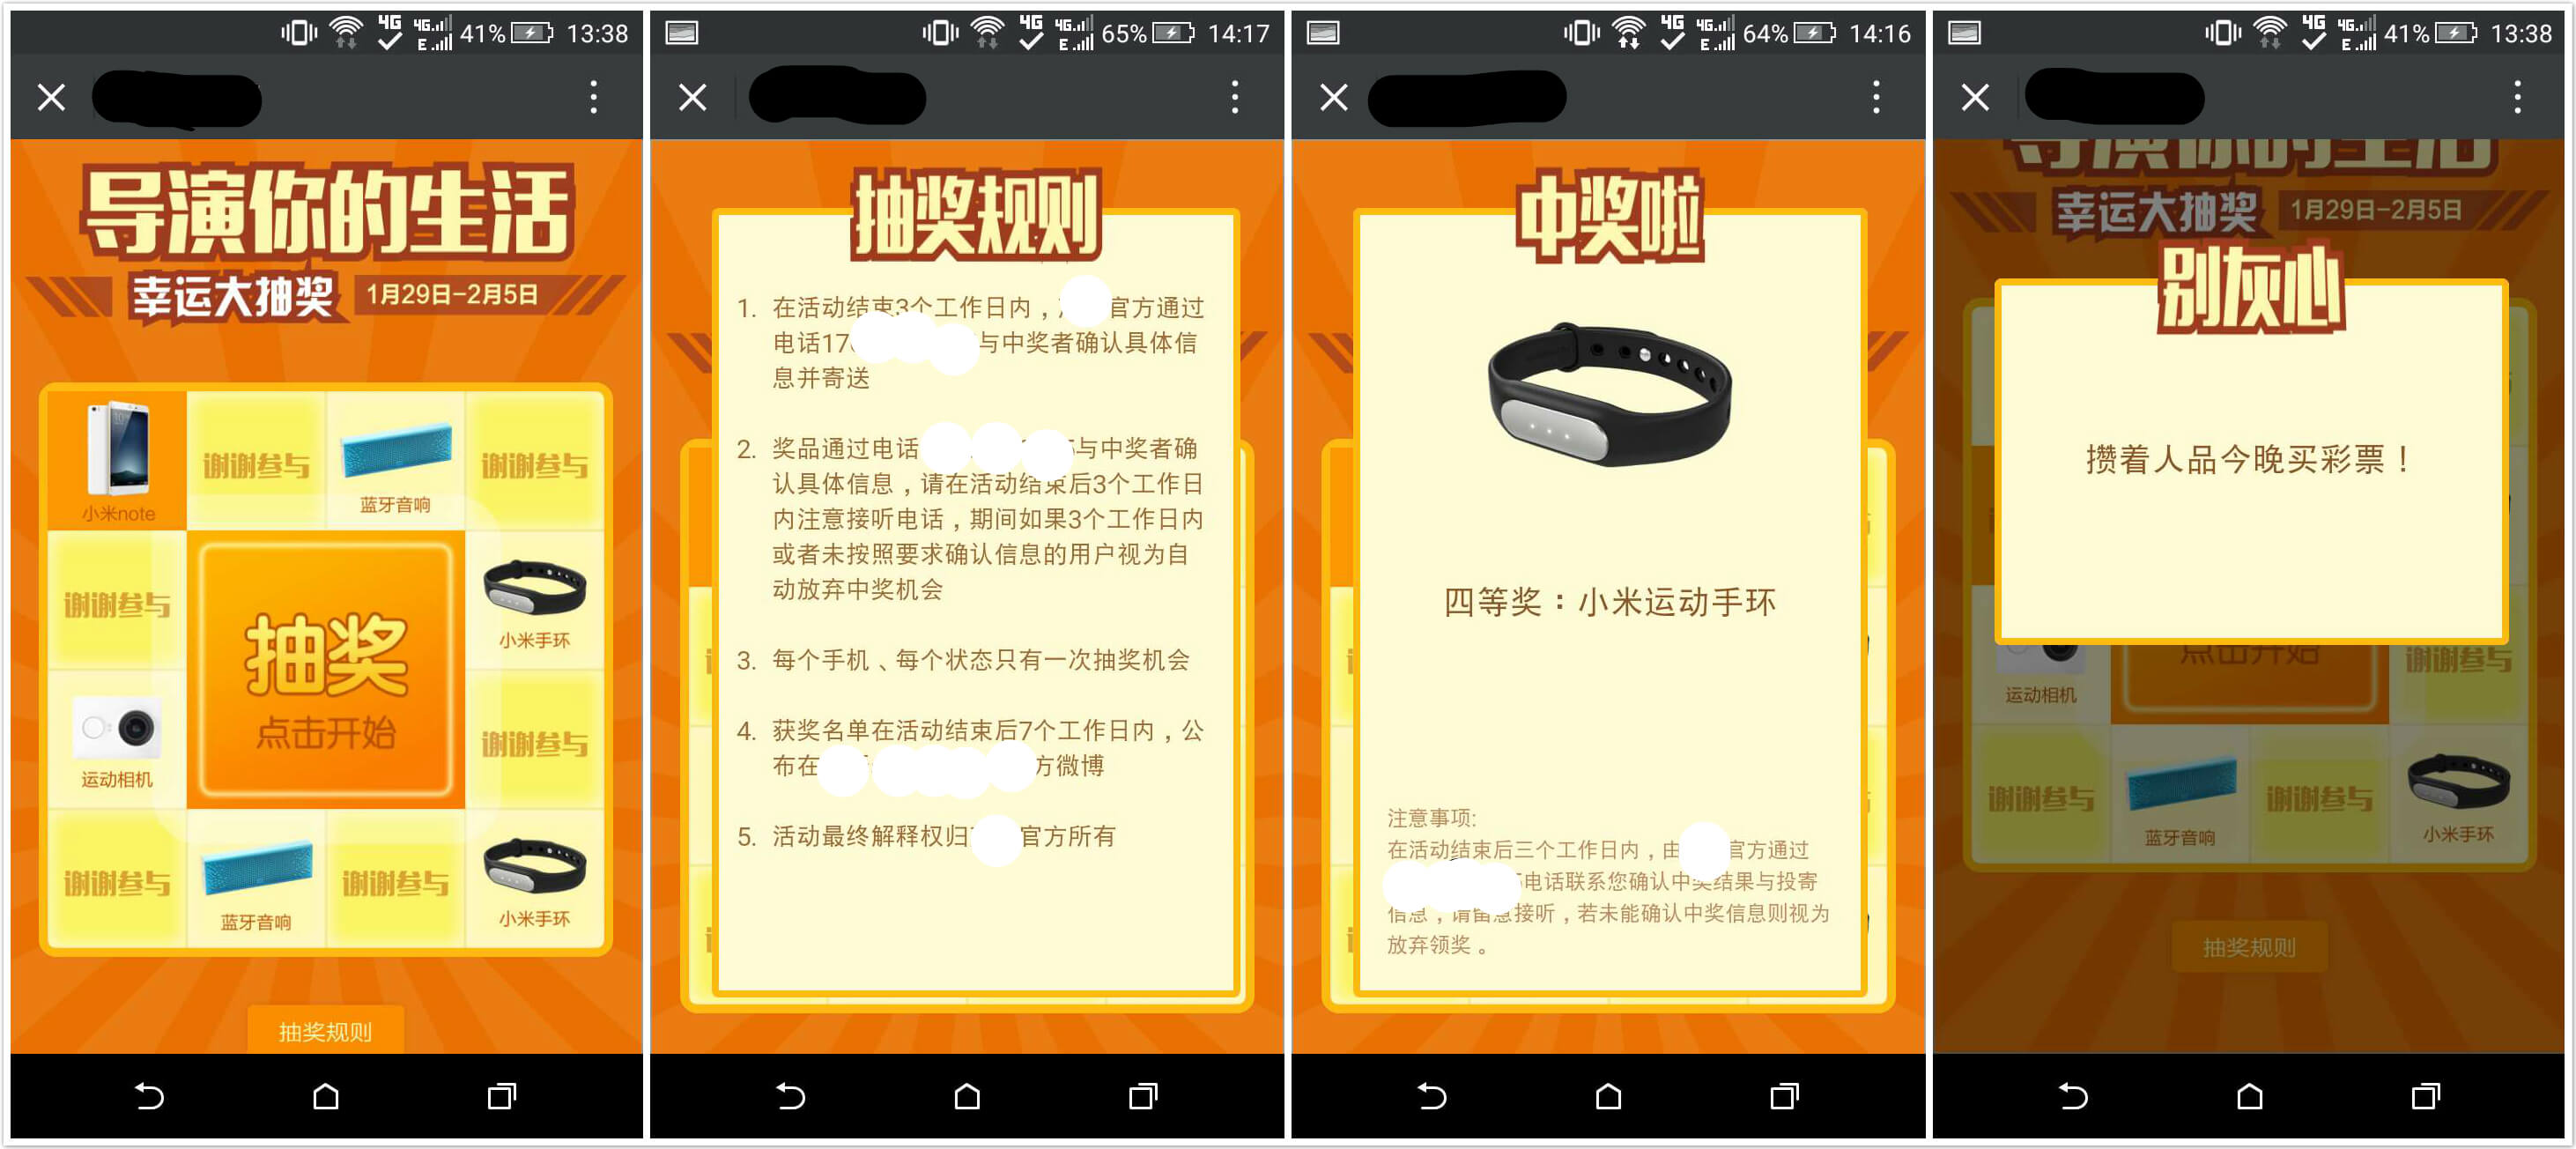 4G 4G E 41% 13:38
导演你的生活
幸运大抽奖 1月29日-2月5日
小米note
谢谢参与
蓝牙音响
谢谢参与
谢谢参与
抽奖
点击开始
小米手环
运动相机
谢谢参与
谢谢参与
蓝牙音响
谢谢参与
小米手环
抽奖规则
4G 4G E 65% 14:17
抽奖规则
1. 在活动结束3个工作日内，官方通过
电话17 与中奖者确认具体信
息并寄送
2. 奖品通过电话 与中奖者确
认具体信息，请在活动结束后3个工作日
内注意接听电话，期间如果3个工作日内
或者未按照要求确认信息的用户视为自
动放弃中奖机会
3. 每个手机、每个状态只有一次抽奖机会
4. 获奖名单在活动结束后7个工作日内，公
布在 方微博
5. 活动最终解释权归 官方所有
4G 4G E 64% 14:16
中奖啦
四等奖：小米运动手环
注意事项:
在活动结束后三个工作日内，由 官方通过
电话联系您确认中奖结果与投寄
信息，请留意接听，若未能确认中奖信息则视为
放弃领奖。
4G 4G E 41% 13:38
导演你的生活
幸运大抽奖 1月29日-2月5日
别灰心
攒着人品今晚买彩票！
点击开始
谢谢参与
运动相机
谢谢参与
蓝牙音响
谢谢参与
小米手环
抽奖规则